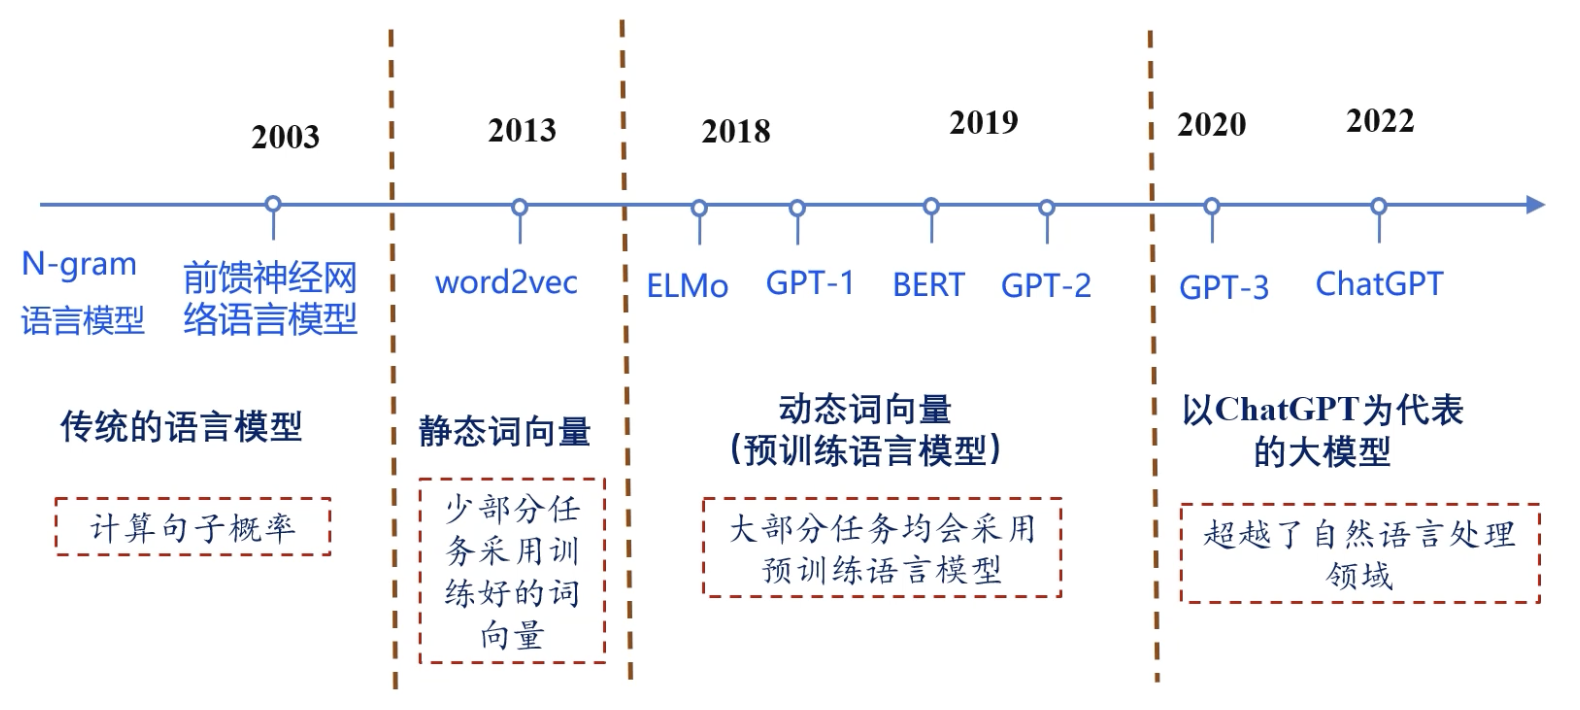 2003
2013
2018
2019
2020
2022
N-gram
语言模型
前馈神经网
络语言模型
word2vec
ELMo
GPT-1
BERT
GPT-2
GPT-3
ChatGPT
传统的语言模型
静态词向量
动态词向量
(预训练语言模型)
以ChatGPT为代表
的大模型
计算句子概率
少部分任
务采用训
练好的词
向量
大部分任务均会采用
预训练语言模型
超越了自然语言处理
领域